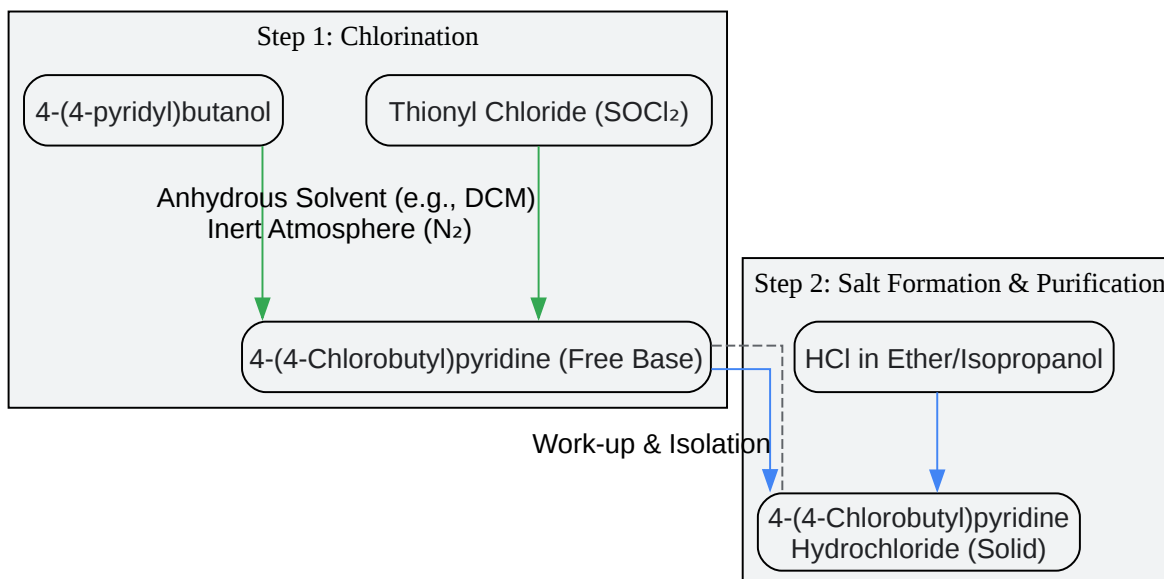 Step 1: Chlorination
4-(4-pyridyl)butanol
Thionyl Chloride (SOCl₂)
Anhydrous Solvent (e.g., DCM)
Inert Atmosphere (N₂)
4-(4-Chlorobutyl)pyridine (Free Base)
Step 2: Salt Formation & Purification
HCl in Ether/Isopropanol
Work-up & Isolation
4-(4-Chlorobutyl)pyridine
Hydrochloride (Solid)